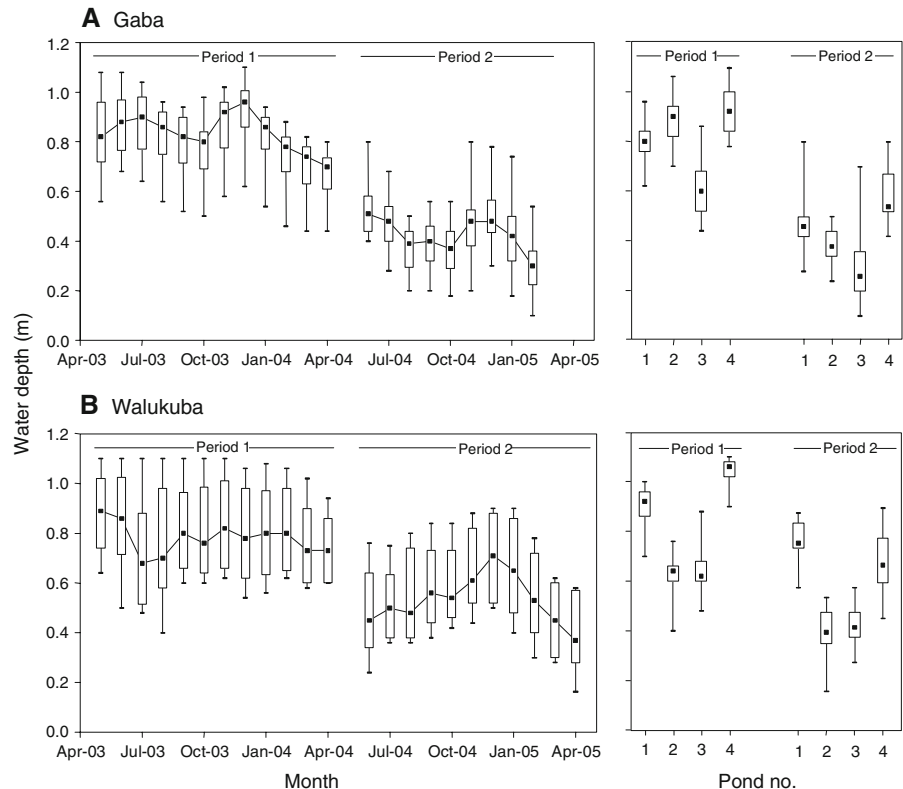 A Gaba
Period 1 Period 2 Period 1 Period 2
1.2
1.0
0.8
0.6
0.4
0.2
0.0
Apr-03 Jul-03 Oct-03 Jan-04 Apr-04 Jul-04 Oct-04 Jan-05 Apr-05
1 2 3 4 1 2 3 4
Water depth (m)
B Walukuba
Period 1 Period 2 Period 1 Period 2
1.2
1.0
0.8
0.6
0.4
0.2
0.0
Apr-03 Jul-03 Oct-03 Jan-04 Apr-04 Jul-04 Oct-04 Jan-05 Apr-05
1 2 3 4 1 2 3 4
Month Pond no.